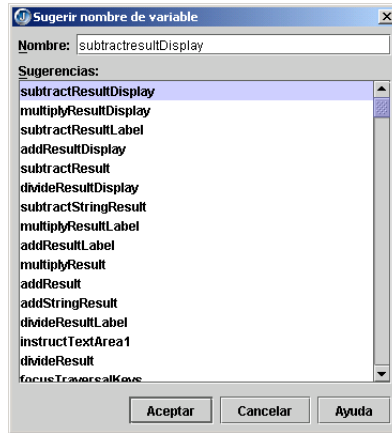 Sugerir nombre de variable
Nombre: subtractresultDisplay
Sugerencias:
subtractResultDisplay
multiplyResultDisplay
subtractResultLabel
addResultDisplay
subtractResult
divideResultDisplay
subtractStringResult
multiplyResultLabel
addResultLabel
multiplyResult
addResult
addStringResult
divideResultLabel
instructTextArea1
divideResult
focusTraversalKeys
Aceptar Cancelar Ayuda